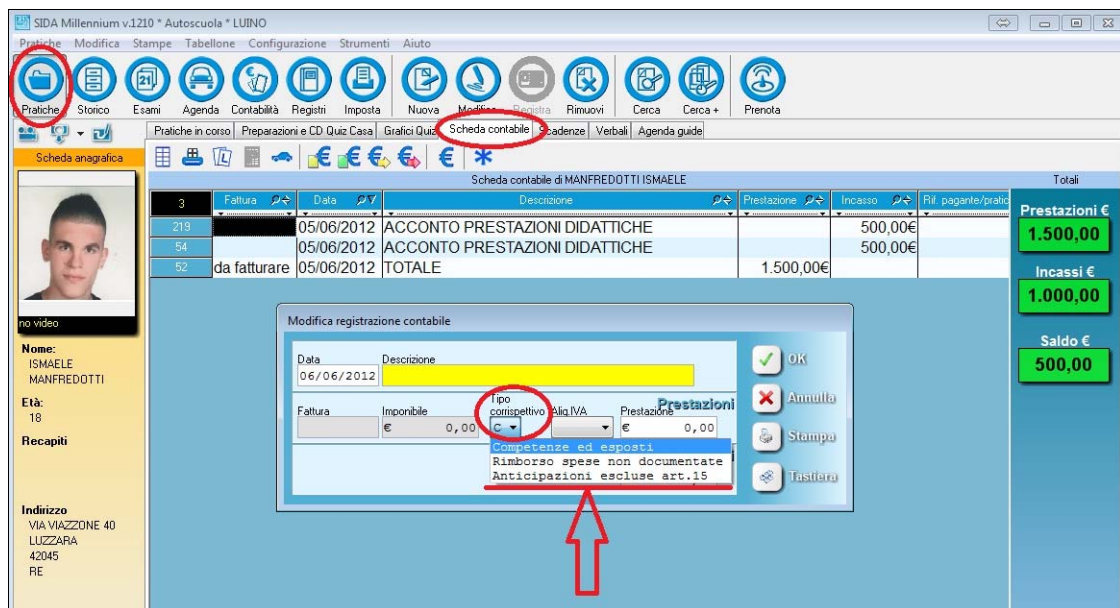 SIDA Millennium v.1210 * Autoscuola * LUINO
Pratiche Modifica Stampe Tabellone Configurazione Strumenti Aiuto
Pratiche Storico Esami Agenda Contabilità Registri Imposta Nuova Modifica Registra Rimuovi Cerca Cerca + Prenota
Pratiche in corso Preparazioni e CD Quiz Casa Grafici Quiz Scheda contabile Scadenze Verbali Agenda guide
Scheda anagrafica
Scheda contabile di MANFREDOTTI ISMAELE
Totali
3 Fattura Data Descrizione Prestazione Incasso Rif. pagante/pratic
219 05/06/2012 ACCONTO PRESTAZIONI DIDATTICHE 500,00€
54 05/06/2012 ACCONTO PRESTAZIONI DIDATTICHE 500,00€
52 da fatturare 05/06/2012 TOTALE 1.500,00€
Prestazioni €
1.500,00
Incassi €
1.000,00
Saldo €
500,00
no video
Nome:
ISMAELE
MANFREDOTTI
Età:
18
Recapiti
Indirizzo
VIA VIAZZONE 40
LUZZARA
42045
RE
Modifica registrazione contabile
Data Descrizione
06/06/2012
Prestazioni
Fattura Imponibile Tipo corrispettivo Aliq.IVA Prestazione
€ 0,00 C € 0,00
Competenze ed esposti
Rimborso spese non documentate
Anticipazioni escluse art.15
OK
Annulla
Stampa
Tastiera